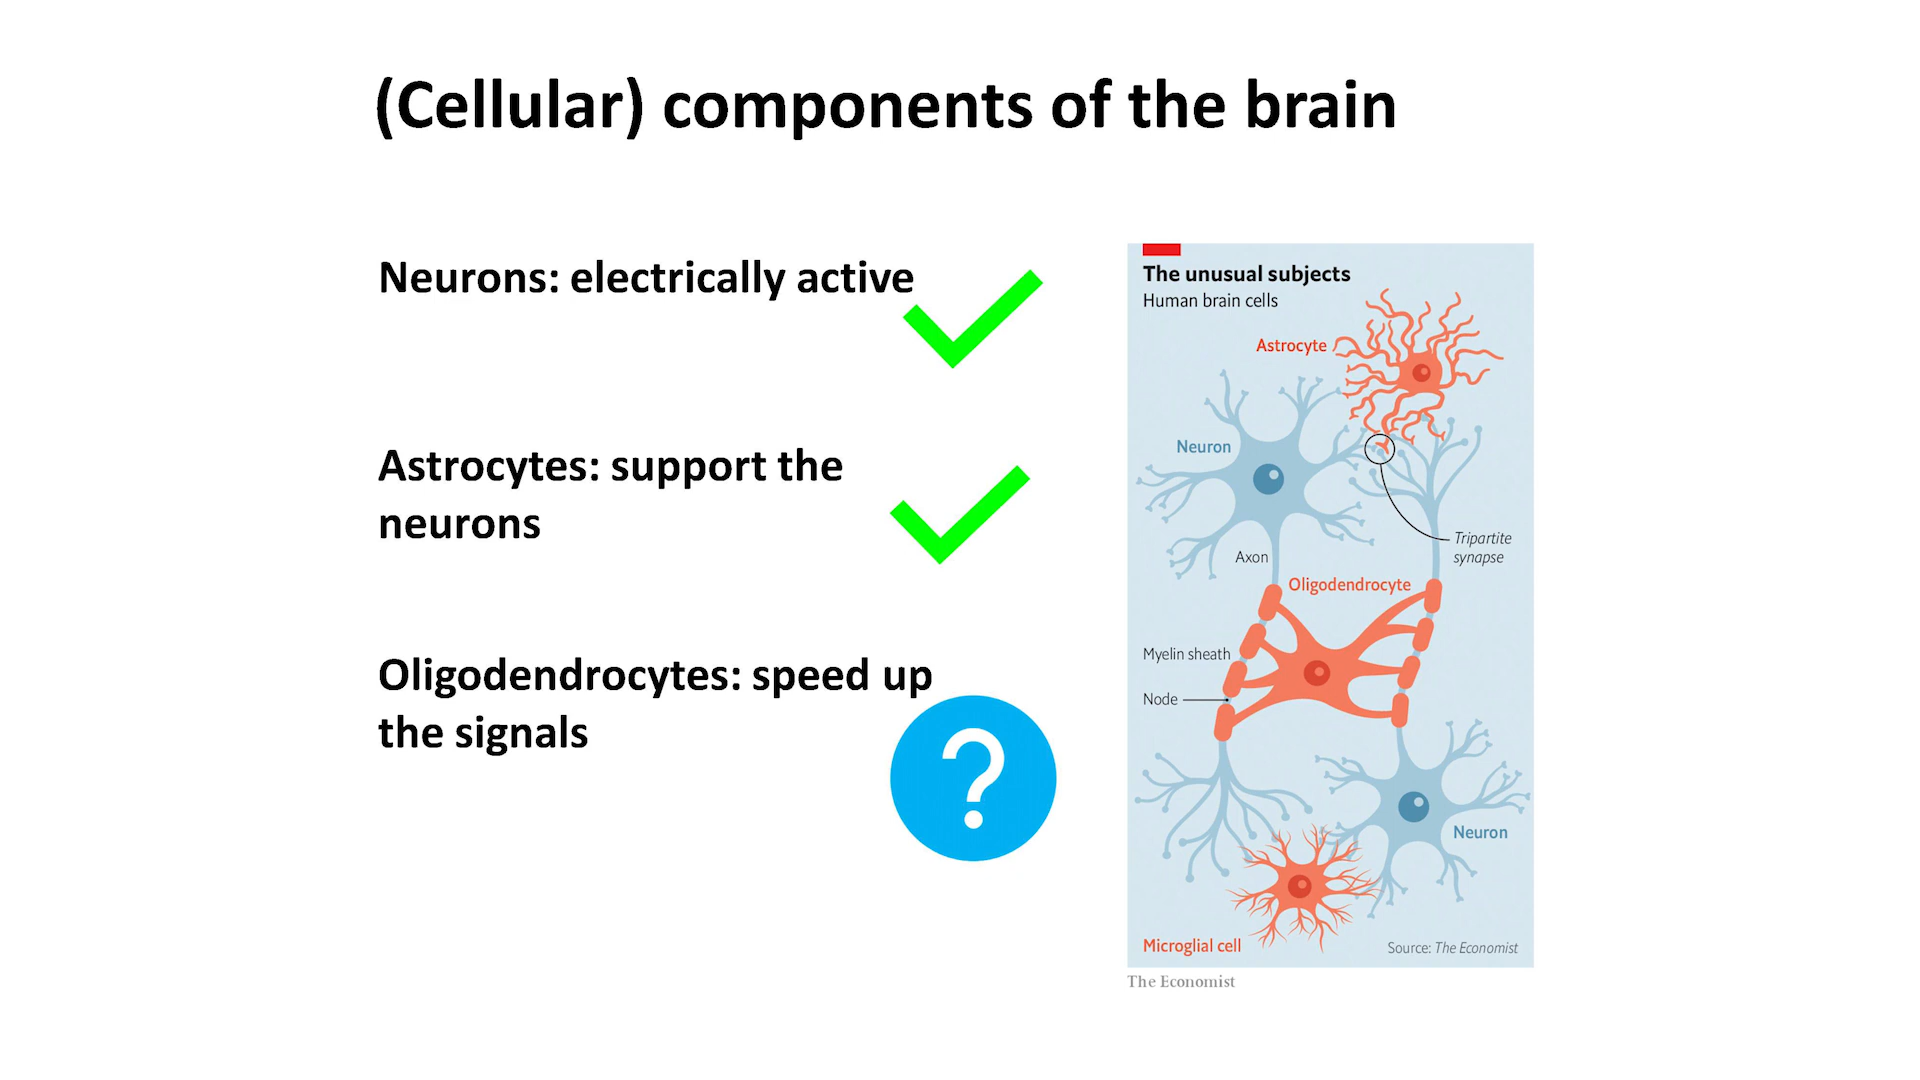 (Cellular) components of the brain
Neurons: electrically active
Astrocytes: support the
neurons
Oligodendrocytes: speed up
the signals
?
The unusual subjects
Human brain cells
Astrocyte
Neuron
Tripartite
synapse
Axon
Oligodendrocyte
Myelin sheath
Node
Neuron
Microglial cell
Source: The Economist
The Economist